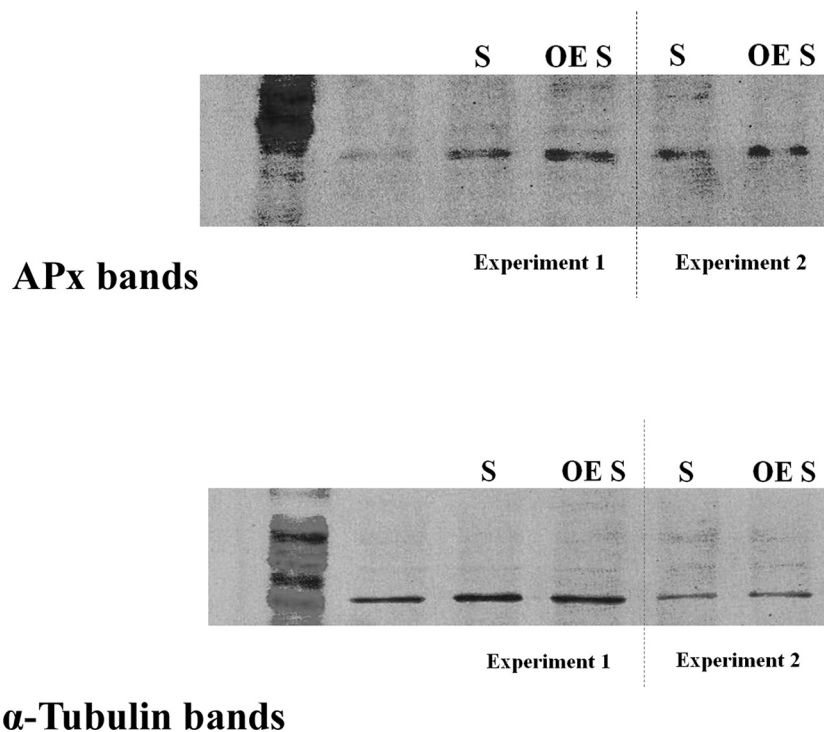 S OE S S OE S
Experiment 1 Experiment 2
APx bands
S OE S S OE S
Experiment 1 Experiment 2
α-Tubulin bands